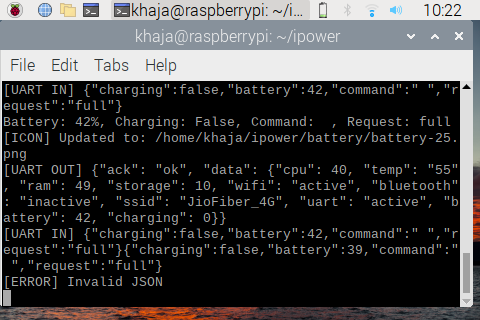 khaja@raspberrypi: ~/i... 10:22
khaja@raspberrypi: ~/ipower
File Edit Tabs Help
[UART IN] {"charging":false,"battery":42,"command":" ","r
equest":"full"}
Battery: 42%, Charging: False, Command:  , Request: full
[ICON] Updated to: /home/khaja/ipower/battery/battery-25.
png
[UART OUT] {"ack": "ok", "data": {"cpu": 40, "temp": "55"
, "ram": 49, "storage": 10, "wifi": "active", "bluetooth"
: "inactive", "ssid": "JioFiber_4G", "uart": "active", "b
attery": 42, "charging": 0}}
[UART IN] {"charging":false,"battery":42,"command":" ","r
equest":"full"}{"charging":false,"battery":39,"command":"
 ","request":"full"}
[ERROR] Invalid JSON